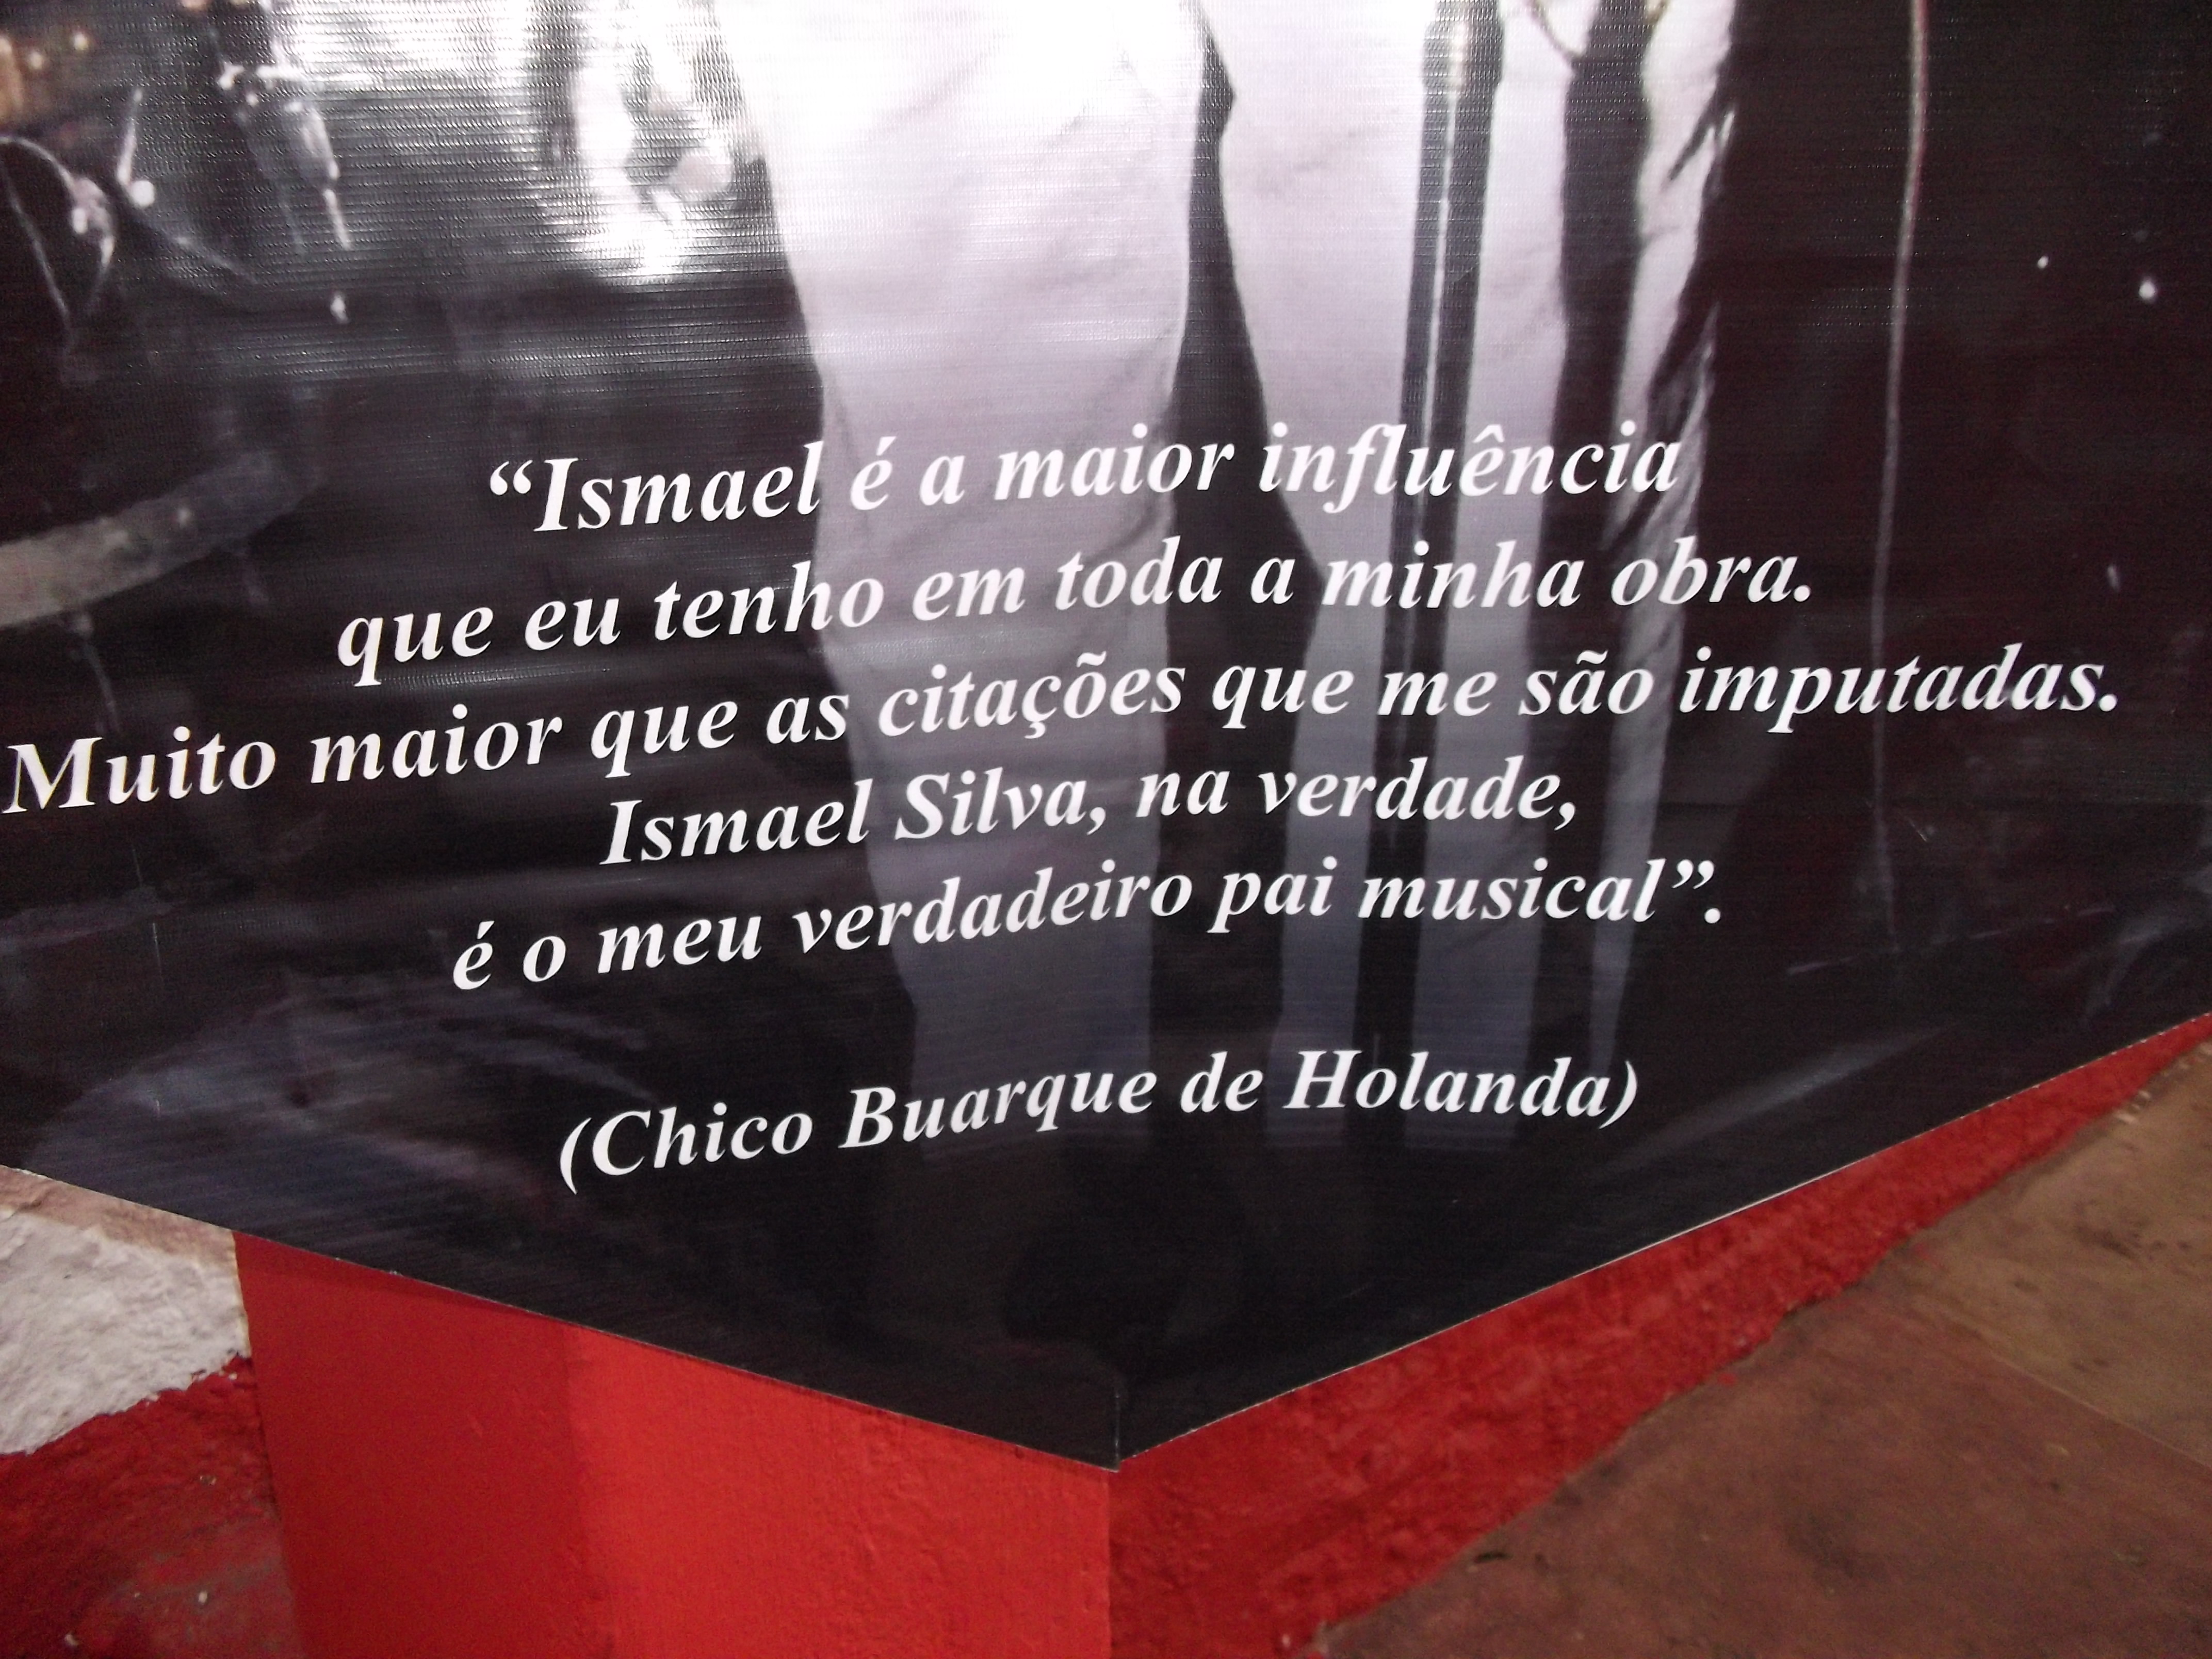 “Ismael é a maior influência
que eu tenho em toda a minha obra.
Muito maior que as citações que me são imputadas.
Ismael Silva, na verdade,
é o meu verdadeiro pai musical”.
(Chico Buarque de Holanda)